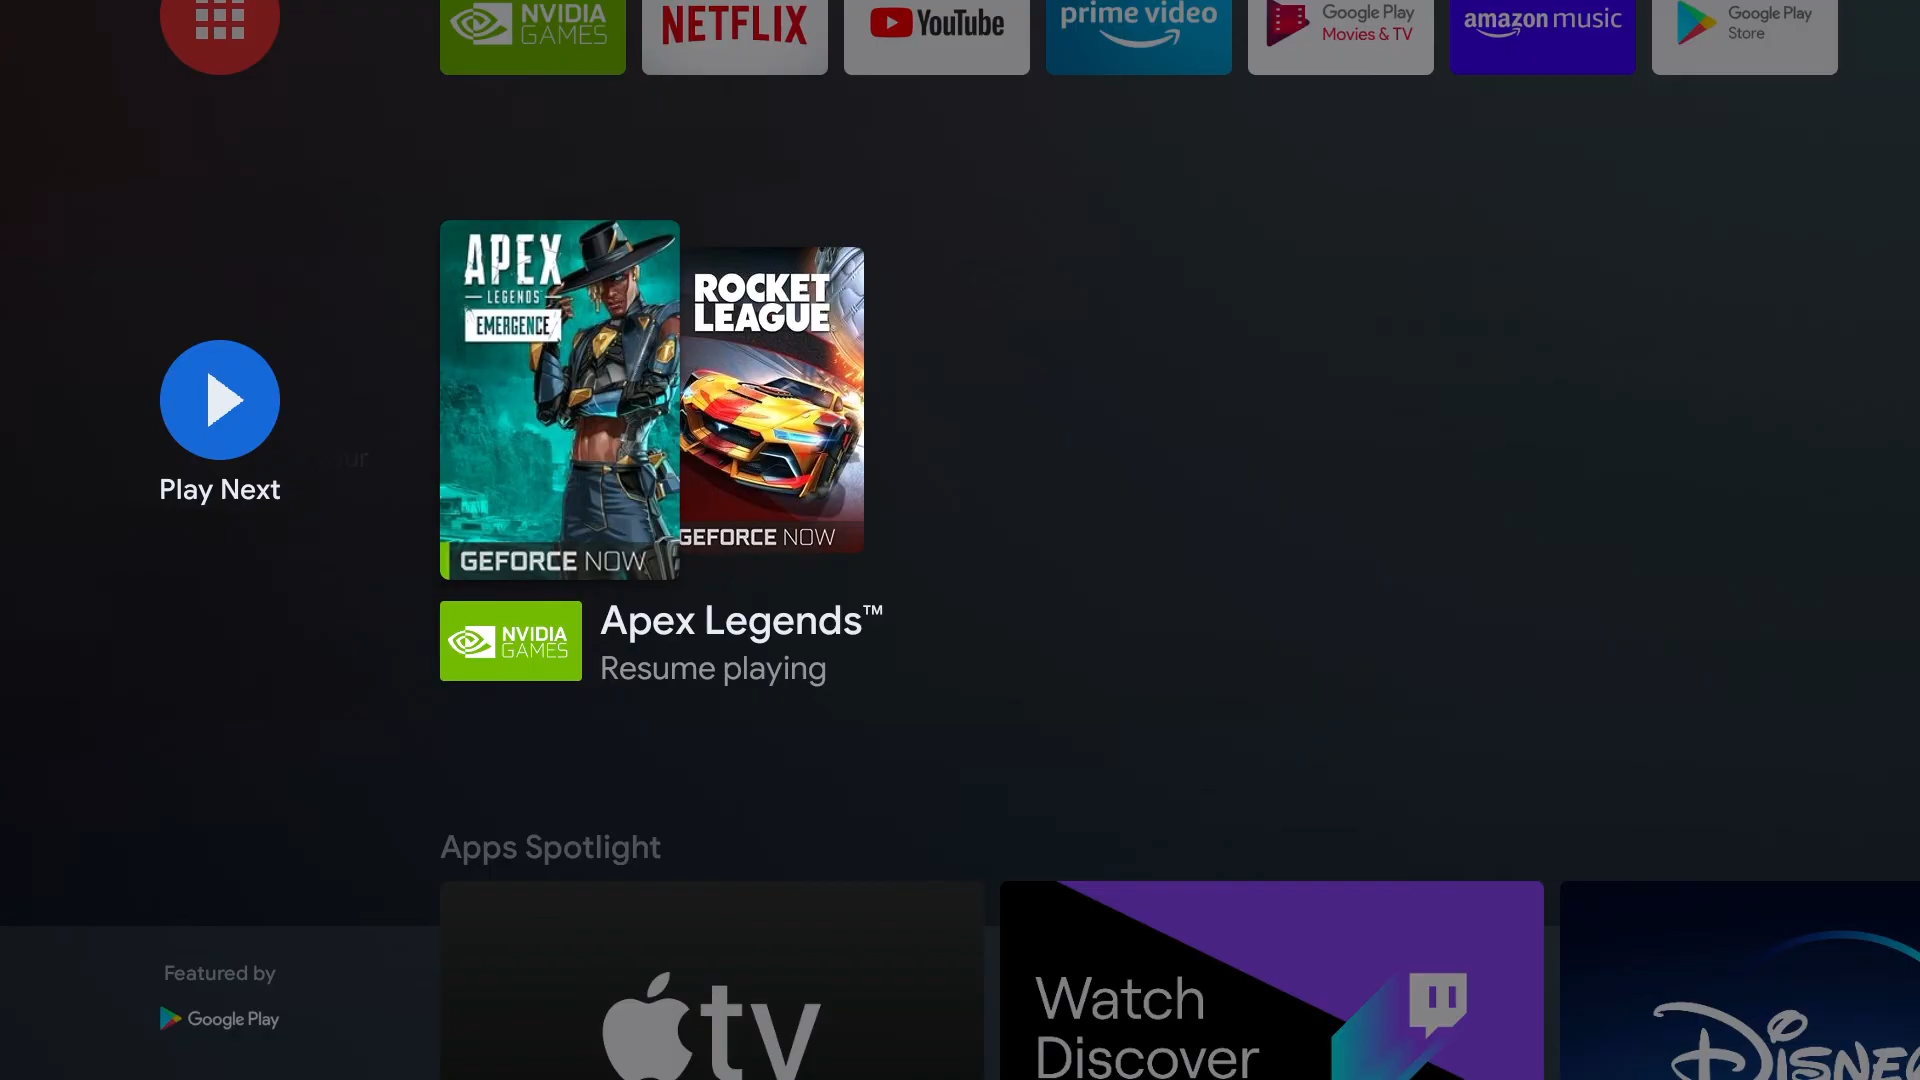 NVIDIA
GAMES
NETFLIX
YouTube
prime video
Google Play
Movies & TV
amazon music
Google Play
Store
APEX
LEGENDS
EMERGENCE
GEFORCE NOW
ROCKET
LEAGUE
GEFORCE NOW
Play Next
NVIDIA
GAMES
Apex Legends™
Resume playing
Apps Spotlight
Featured by
Google Play
tv
Watch
Discover
DISNEY